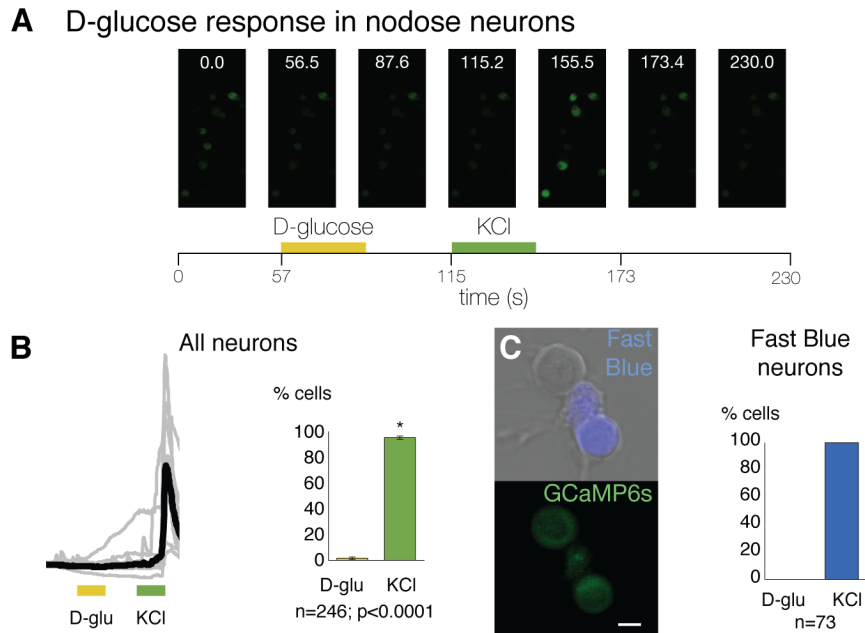 A D-glucose response in nodose neurons
0.0 56.5 87.6 115.2 155.5 173.4 230.0
D-glucose KCl
0 57 115 173 230
time (s)
B All neurons
% cells
100
80
60
40
20
0
*
D-glu KCl
n=246; p<0.0001
D-glu KCl
C Fast
Blue
GCaMP6s
Fast Blue
neurons
% cells
100
80
60
40
20
0
D-glu KCl
n=73